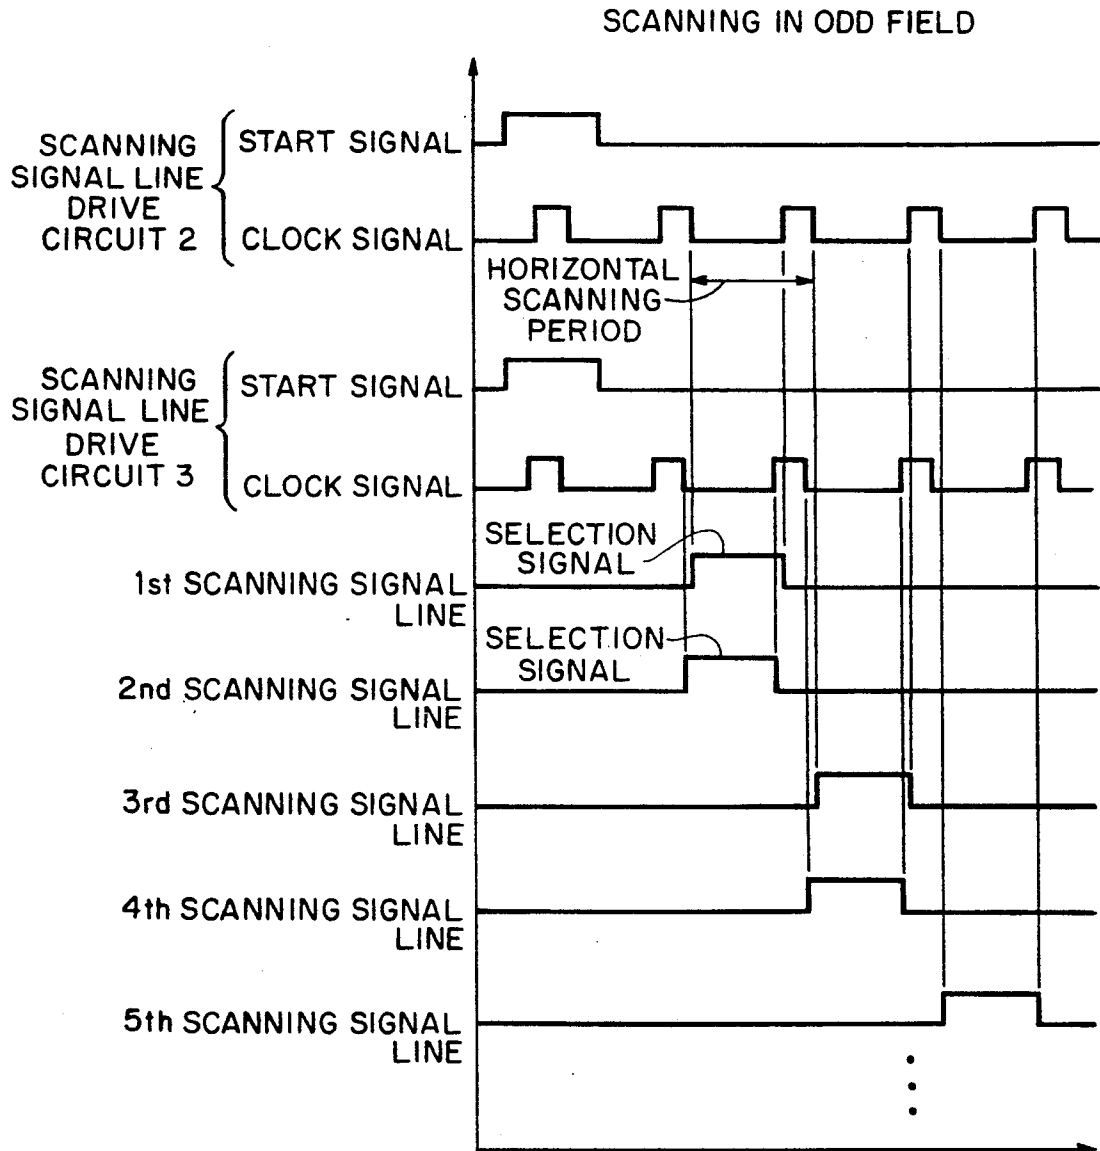 SCANNING IN ODD FIELD
SCANNING
SIGNAL LINE
DRIVE
CIRCUIT 2
START SIGNAL
CLOCK SIGNAL
HORIZONTAL
SCANNING
PERIOD
SCANNING
SIGNAL LINE
DRIVE
CIRCUIT 3
START SIGNAL
CLOCK SIGNAL
SELECTION
SIGNAL
1st SCANNING SIGNAL
LINE
SELECTION
SIGNAL
2nd SCANNING SIGNAL
LINE
3rd SCANNING SIGNAL
LINE
4th SCANNING SIGNAL
LINE
5th SCANNING SIGNAL
LINE